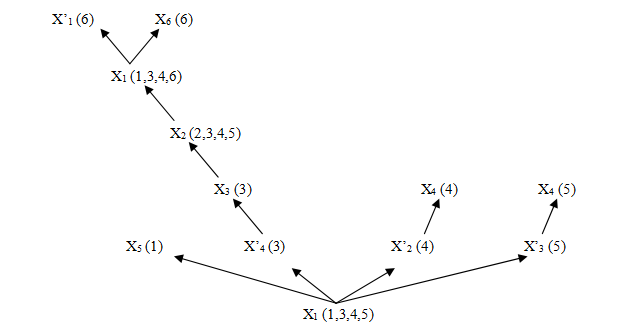 X’₁ (6) X₆ (6)
X₁ (1,3,4,6)
X₂ (2,3,4,5)
X₃ (3) X₄ (4) X₄ (5)
X₅ (1) X’₄ (3) X’₂ (4) X’₃ (5)
X₁ (1,3,4,5)